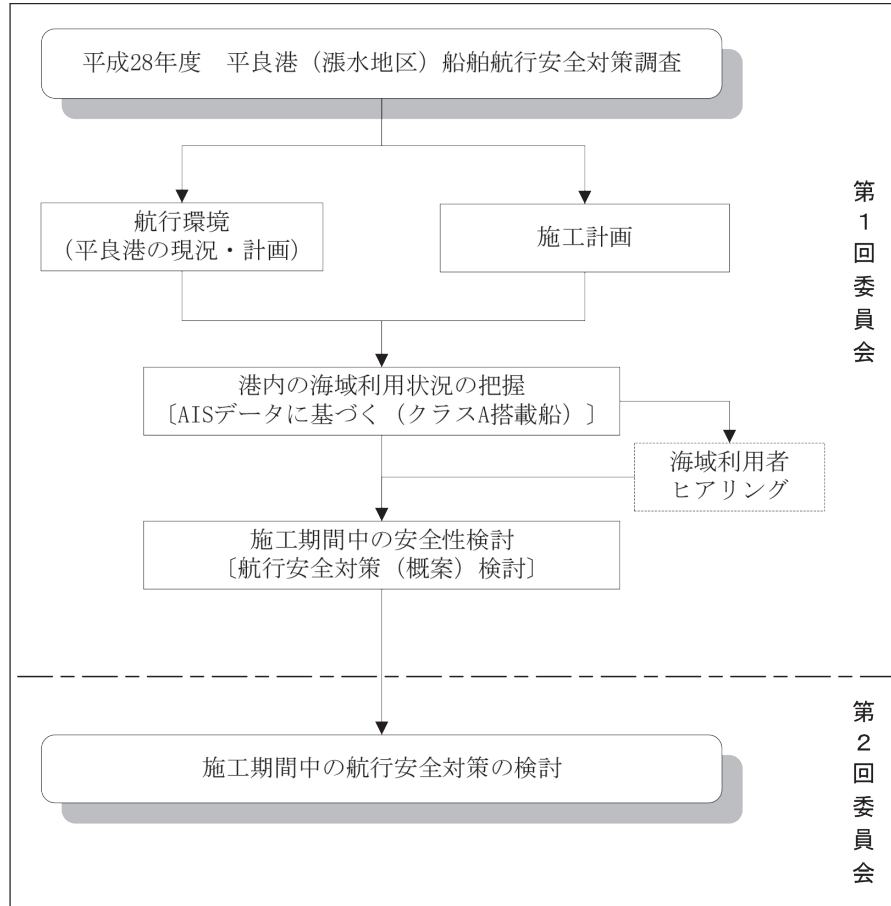 平成28年度　平良港（漲水地区）船舶航行安全対策調査
航行環境
（平良港の現況・計画）
施工計画
第1回委員会
港内の海域利用状況の把握
〔AISデータに基づく（クラスA搭載船）〕
海域利用者
ヒアリング
施工期間中の安全性検討
〔航行安全対策（概案）検討〕
施工期間中の航行安全対策の検討
第2回委員会